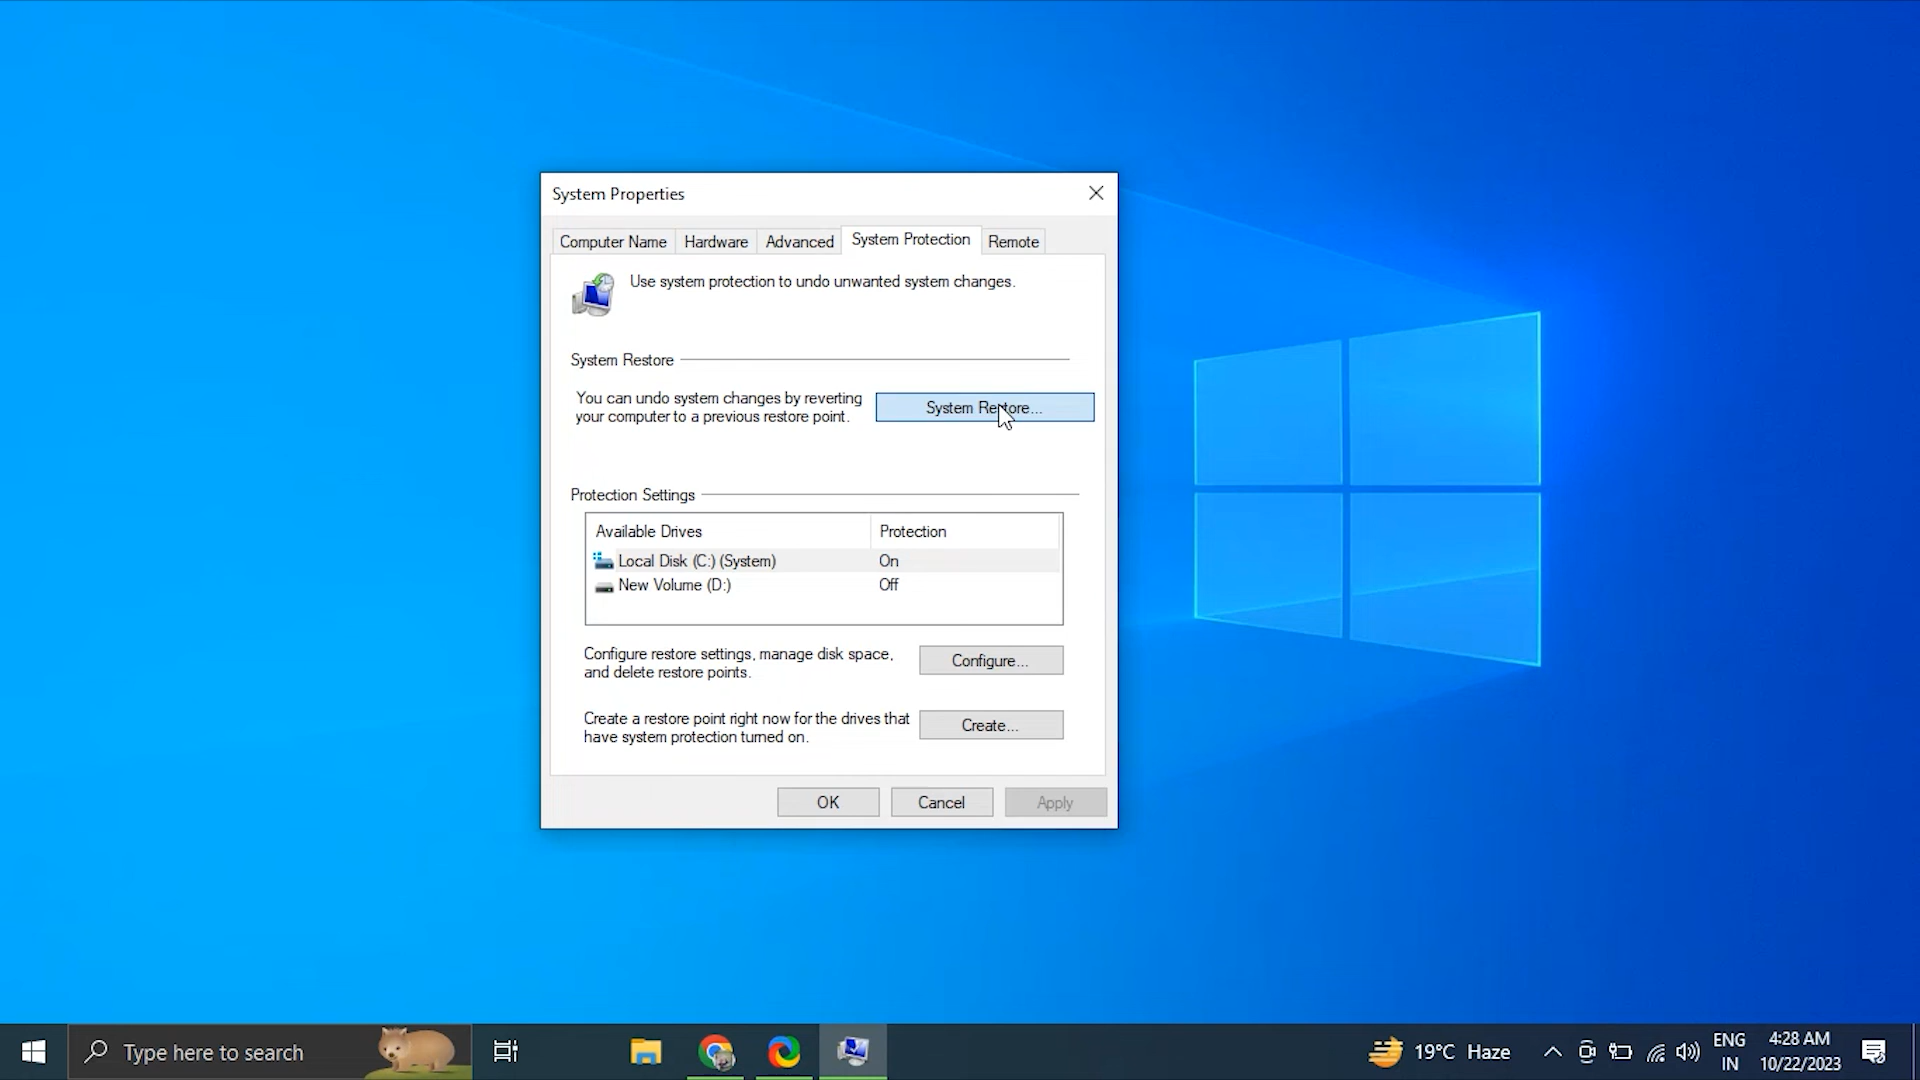 System Properties
Computer Name Hardware Advanced System Protection Remote
Use system protection to undo unwanted system changes.
System Restore
You can undo system changes by reverting
your computer to a previous restore point.
System Restore...
Protection Settings
Available Drives Protection
Local Disk (C:) (System) On
New Volume (D:) Off
Configure restore settings, manage disk space,
and delete restore points.
Configure...
Create a restore point right now for the drives that
have system protection turned on.
Create...
OK Cancel Apply
Type here to search
19°C Haze
ENG
IN
4:28 AM
10/22/2023